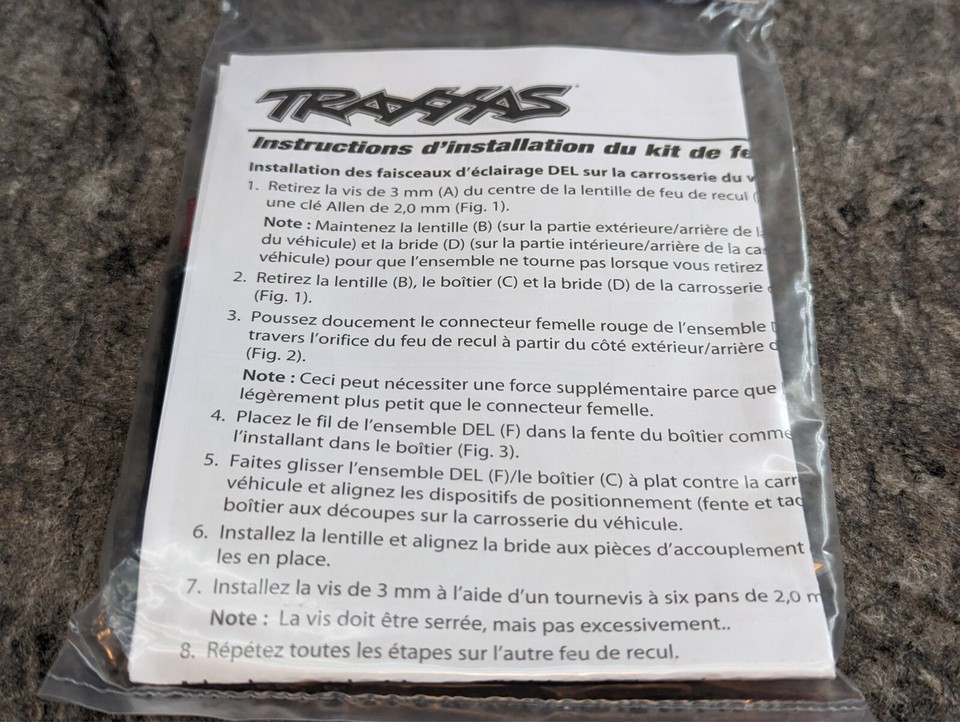 TRAXXAS
Instructions d'installation du kit de
Installation des faisceaux d'éclairage DEL sur la carrosserie du
1. Retirez la vis de 3 mm (A) du centre de la lentille de feu de recul
une clé Allen de 2,0 mm (Fig. 1).
Note : Maintenez la lentille (B) (sur la partie extérieure/arrière de
du véhicule) et la bride (D) (sur la partie intérieure/arrière de la
véhicule) pour que l'ensemble ne tourne pas lorsque vous retirez
2. Retirez la lentille (B), le boîtier (C) et la bride (D) de la carrosserie
(Fig. 1).
3. Poussez doucement le connecteur femelle rouge de l'ensemble
travers l'orifice du feu de recul à partir du côté extérieur/arrière
(Fig. 2).
Note : Ceci peut nécessiter une force supplémentaire parce que
légèrement plus petit que le connecteur femelle.
4. Placez le fil de l'ensemble DEL (F) dans la fente du boîtier comme
l'installant dans le boîtier (Fig. 3).
5. Faites glisser l'ensemble DEL (F)/le boîtier (C) à plat contre la
véhicule et alignez les dispositifs de positionnement (fente et
boîtier aux découpes sur la carrosserie du véhicule.
6. Installez la lentille et alignez la bride aux pièces d'accouplement
les en place.
7. Installez la vis de 3 mm à l'aide d'un tournevis à six pans de 2,0
Note : La vis doit être serrée, mais pas excessivement..
8. Répétez toutes les étapes sur l'autre feu de recul.